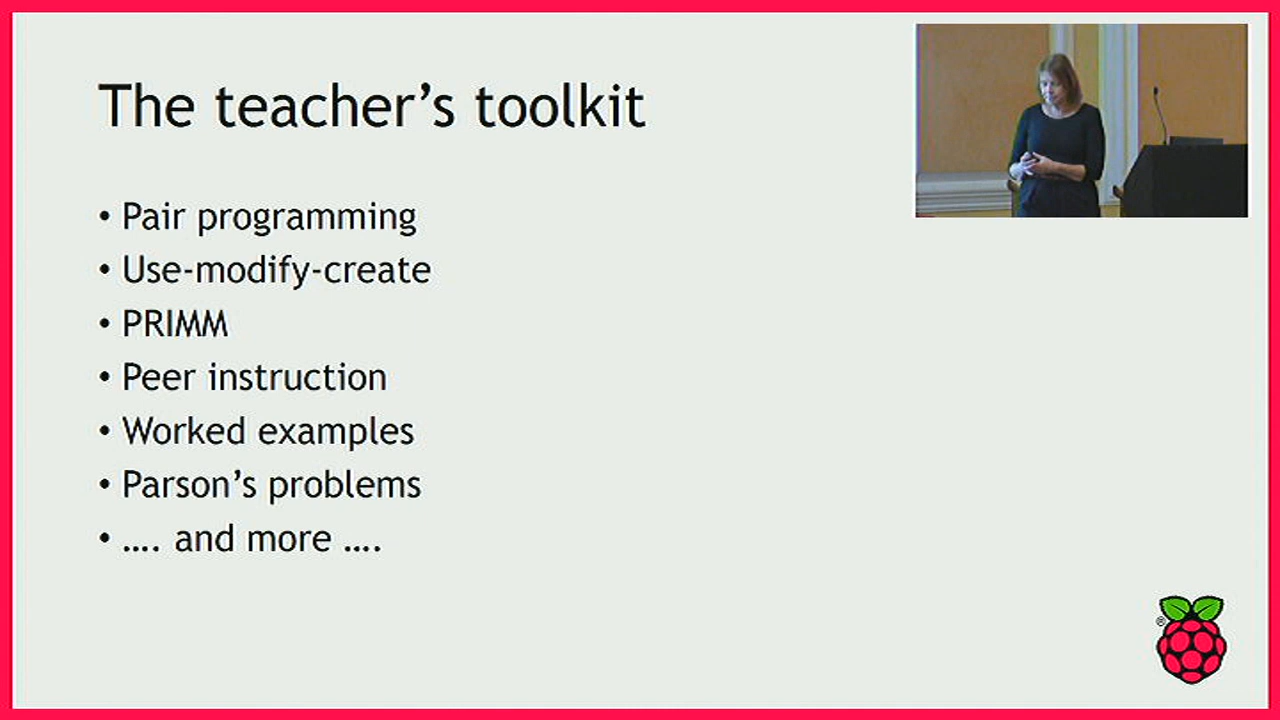 The teacher’s toolkit
• Pair programming
• Use-modify-create
• PRIMM
• Peer instruction
• Worked examples
• Parson’s problems
• .... and more ....
®